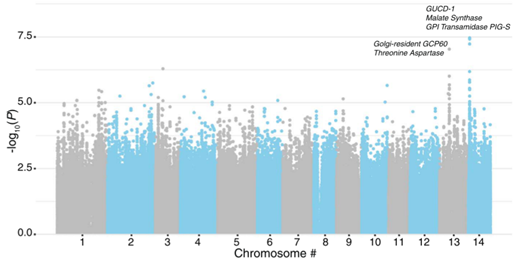 GUCD-1
Malate Synthase
GPI Transamidase PIG-S
Golgi-resident GCP60
Threonine Aspartase
7.5
5.0
2.5
0.0
-log10(P)
1 2 3 4 5 6 7 8 9 10 11 12 13 14
Chromosome #